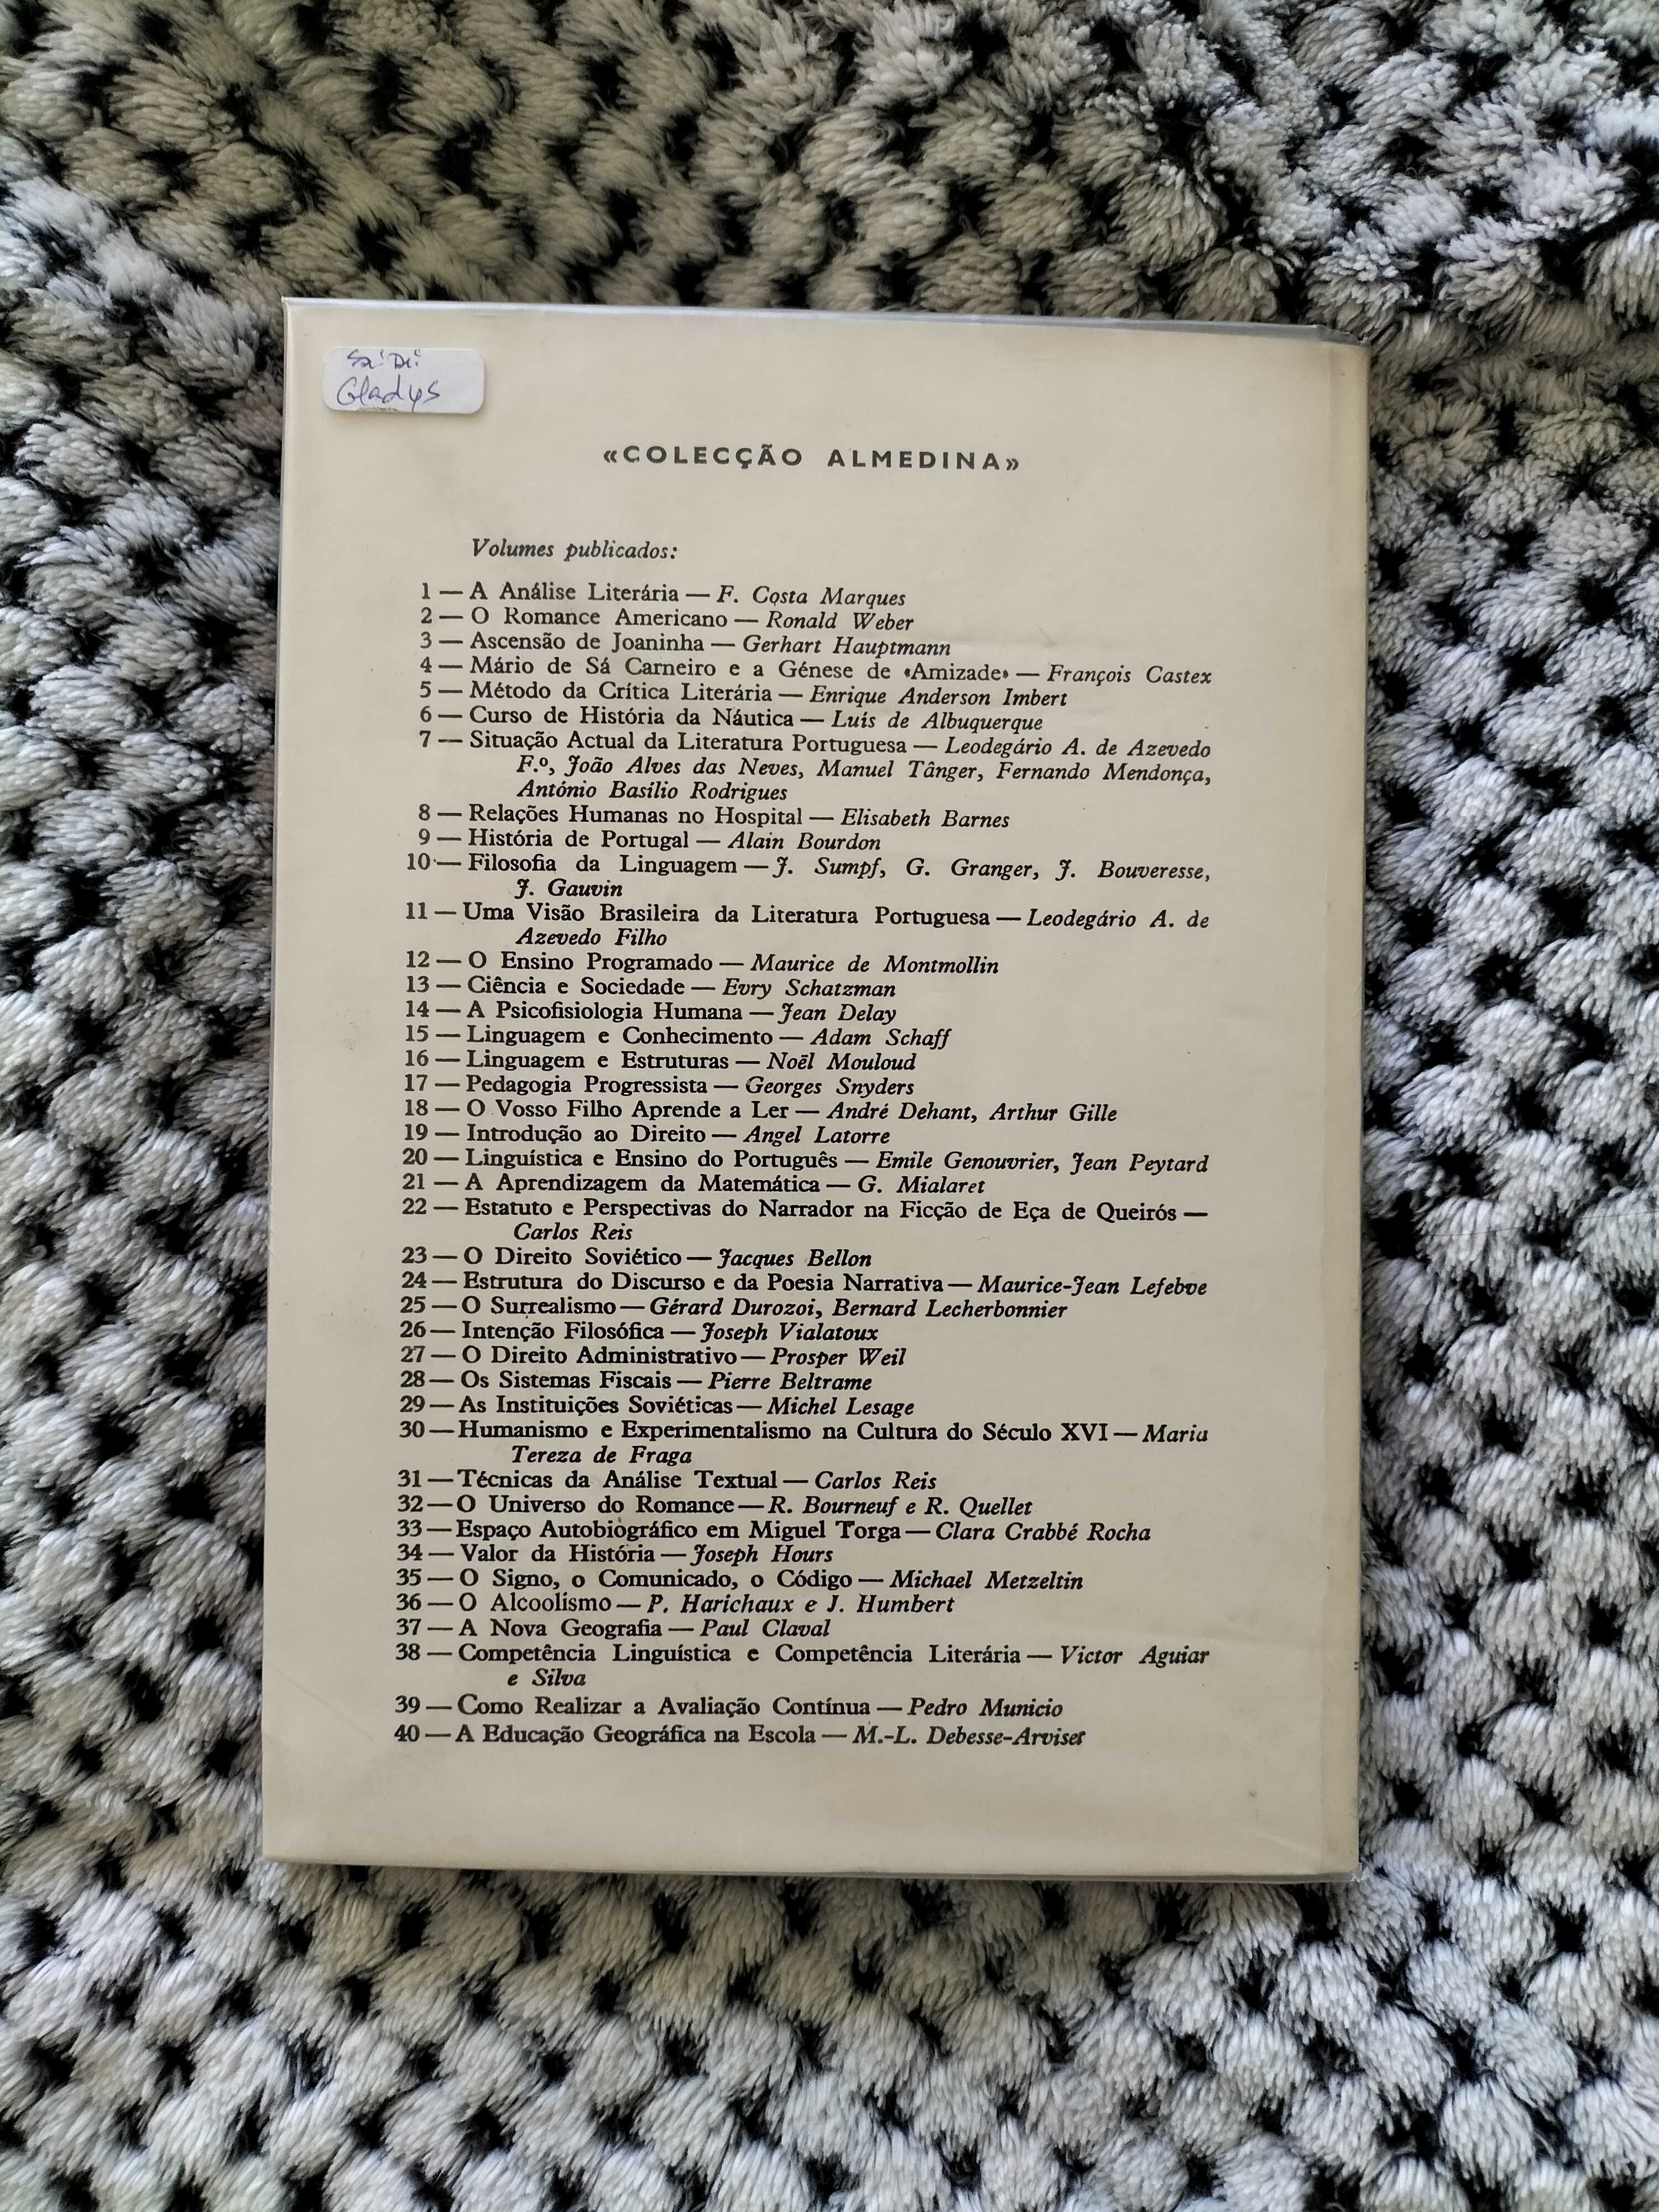 Gladys
«COLECÇÃO ALMEDINA»
Volumes publicados:
1 — A Análise Literária — F. Costa Marques
2 — O Romance Americano — Ronald Weber
3 — Ascensão de Joaninha — Gerhart Hauptmann
4 — Mário de Sá Carneiro e a Génese de «Amizade» — François Castex
5 — Método da Crítica Literária — Enrique Anderson Imbert
6 — Curso de História da Náutica — Luís de Albuquerque
7 — Situação Actual da Literatura Portuguesa — Leodegário A. de Azevedo
F.º, João Alves das Neves, Manuel Tânger, Fernando Mendonça,
António Basílio Rodrigues
8 — Relações Humanas no Hospital — Elisabeth Barnes
9 — História de Portugal — Alain Bourdon
10 — Filosofia da Linguagem — J. Sumpf, G. Granger, J. Bouveresse,
J. Gauvin
11 — Uma Visão Brasileira da Literatura Portuguesa — Leodegário A. de
Azevedo Filho
12 — O Ensino Programado — Maurice de Montmollin
13 — Ciência e Sociedade — Evry Schatzman
14 — A Psicofisiologia Humana — Jean Delay
15 — Linguagem e Conhecimento — Adam Schaff
16 — Linguagem e Estruturas — Noël Mouloud
17 — Pedagogia Progressista — Georges Snyders
18 — O Vosso Filho Aprende a Ler — André Dehant, Arthur Gille
19 — Introdução ao Direito — Angel Latorre
20 — Linguística e Ensino do Português — Emile Genouvrier, Jean Peytard
21 — A Aprendizagem da Matemática — G. Mialaret
22 — Estatuto e Perspectivas do Narrador na Ficção de Eça de Queirós —
Carlos Reis
23 — O Direito Soviético — Jacques Bellon
24 — Estrutura do Discurso e da Poesia Narrativa — Maurice-Jean Lefebve
25 — O Surrealismo — Gérard Durozoi, Bernard Lecherbonnier
26 — Intenção Filosófica — Joseph Vialatoux
27 — O Direito Administrativo — Prosper Weil
28 — Os Sistemas Fiscais — Pierre Beltrame
29 — As Instituições Soviéticas — Michel Lesage
30 — Humanismo e Experimentalismo na Cultura do Século XVI — Maria
Tereza de Fraga
31 — Técnicas da Análise Textual — Carlos Reis
32 — O Universo do Romance — R. Bourneuf e R. Quellet
33 — Espaço Autobiográfico em Miguel Torga — Clara Crabbé Rocha
34 — Valor da História — Joseph Hours
35 — O Signo, o Comunicado, o Código — Michael Metzeltin
36 — O Alcoolismo — P. Harichaux e J. Humbert
37 — A Nova Geografia — Paul Claval
38 — Competência Linguística e Competência Literária — Victor Aguiar
e Silva
39 — Como Realizar a Avaliação Contínua — Pedro Municio
40 — A Educação Geográfica na Escola — M.-L. Debesse-Arviset